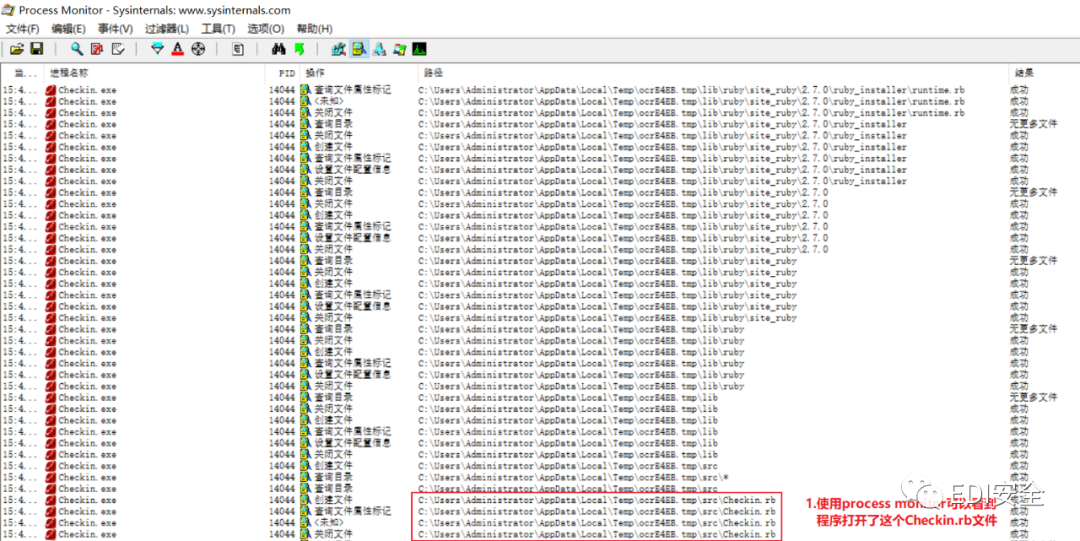 Process Monitor - Sysinternals: www.sysinternals.com
文件(F) 编辑(E) 事件(V) 过滤器(L) 工具(T) 选项(O) 帮助(H)
当... 进程名称 PID 操作 路径 结果
15:4... Checkin.exe 14044 查询文件属性标记 C:\Users\Administrator\AppData\Local\Temp\ocrE4EB.tmp\lib\ruby\site_ruby\2.7.0\ruby_installer\runtime.rb 成功
15:4... Checkin.exe 14044 <未知> C:\Users\Administrator\AppData\Local\Temp\ocrE4EB.tmp\lib\ruby\site_ruby\2.7.0\ruby_installer\runtime.rb 成功
15:4... Checkin.exe 14044 关闭文件 C:\Users\Administrator\AppData\Local\Temp\ocrE4EB.tmp\lib\ruby\site_ruby\2.7.0\ruby_installer\runtime.rb 成功
15:4... Checkin.exe 14044 查询目录 C:\Users\Administrator\AppData\Local\Temp\ocrE4EB.tmp\lib\ruby\site_ruby\2.7.0\ruby_installer 无更多文件
15:4... Checkin.exe 14044 关闭文件 C:\Users\Administrator\AppData\Local\Temp\ocrE4EB.tmp\lib\ruby\site_ruby\2.7.0\ruby_installer 成功
15:4... Checkin.exe 14044 创建文件 C:\Users\Administrator\AppData\Local\Temp\ocrE4EB.tmp\lib\ruby\site_ruby\2.7.0\ruby_installer 成功
15:4... Checkin.exe 14044 查询文件属性标记 C:\Users\Administrator\AppData\Local\Temp\ocrE4EB.tmp\lib\ruby\site_ruby\2.7.0\ruby_installer 成功
15:4... Checkin.exe 14044 设置文件配置信息 C:\Users\Administrator\AppData\Local\Temp\ocrE4EB.tmp\lib\ruby\site_ruby\2.7.0\ruby_installer 成功
15:4... Checkin.exe 14044 关闭文件 C:\Users\Administrator\AppData\Local\Temp\ocrE4EB.tmp\lib\ruby\site_ruby\2.7.0\ruby_installer 成功
15:4... Checkin.exe 14044 查询目录 C:\Users\Administrator\AppData\Local\Temp\ocrE4EB.tmp\lib\ruby\site_ruby\2.7.0 无更多文件
15:4... Checkin.exe 14044 关闭文件 C:\Users\Administrator\AppData\Local\Temp\ocrE4EB.tmp\lib\ruby\site_ruby\2.7.0 成功
15:4... Checkin.exe 14044 创建文件 C:\Users\Administrator\AppData\Local\Temp\ocrE4EB.tmp\lib\ruby\site_ruby\2.7.0 成功
15:4... Checkin.exe 14044 查询文件属性标记 C:\Users\Administrator\AppData\Local\Temp\ocrE4EB.tmp\lib\ruby\site_ruby\2.7.0 成功
15:4... Checkin.exe 14044 设置文件配置信息 C:\Users\Administrator\AppData\Local\Temp\ocrE4EB.tmp\lib\ruby\site_ruby\2.7.0 成功
15:4... Checkin.exe 14044 关闭文件 C:\Users\Administrator\AppData\Local\Temp\ocrE4EB.tmp\lib\ruby\site_ruby\2.7.0 成功
15:4... Checkin.exe 14044 查询目录 C:\Users\Administrator\AppData\Local\Temp\ocrE4EB.tmp\lib\ruby\site_ruby 无更多文件
15:4... Checkin.exe 14044 关闭文件 C:\Users\Administrator\AppData\Local\Temp\ocrE4EB.tmp\lib\ruby\site_ruby 成功
15:4... Checkin.exe 14044 创建文件 C:\Users\Administrator\AppData\Local\Temp\ocrE4EB.tmp\lib\ruby\site_ruby 成功
15:4... Checkin.exe 14044 查询文件属性标记 C:\Users\Administrator\AppData\Local\Temp\ocrE4EB.tmp\lib\ruby\site_ruby 成功
15:4... Checkin.exe 14044 设置文件配置信息 C:\Users\Administrator\AppData\Local\Temp\ocrE4EB.tmp\lib\ruby\site_ruby 成功
15:4... Checkin.exe 14044 关闭文件 C:\Users\Administrator\AppData\Local\Temp\ocrE4EB.tmp\lib\ruby\site_ruby 成功
15:4... Checkin.exe 14044 查询目录 C:\Users\Administrator\AppData\Local\Temp\ocrE4EB.tmp\lib\ruby 无更多文件
15:4... Checkin.exe 14044 关闭文件 C:\Users\Administrator\AppData\Local\Temp\ocrE4EB.tmp\lib\ruby 成功
15:4... Checkin.exe 14044 创建文件 C:\Users\Administrator\AppData\Local\Temp\ocrE4EB.tmp\lib\ruby 成功
15:4... Checkin.exe 14044 查询文件属性标记 C:\Users\Administrator\AppData\Local\Temp\ocrE4EB.tmp\lib\ruby 成功
15:4... Checkin.exe 14044 设置文件配置信息 C:\Users\Administrator\AppData\Local\Temp\ocrE4EB.tmp\lib\ruby 成功
15:4... Checkin.exe 14044 关闭文件 C:\Users\Administrator\AppData\Local\Temp\ocrE4EB.tmp\lib\ruby 成功
15:4... Checkin.exe 14044 查询目录 C:\Users\Administrator\AppData\Local\Temp\ocrE4EB.tmp\lib 无更多文件
15:4... Checkin.exe 14044 关闭文件 C:\Users\Administrator\AppData\Local\Temp\ocrE4EB.tmp\lib 成功
15:4... Checkin.exe 14044 创建文件 C:\Users\Administrator\AppData\Local\Temp\ocrE4EB.tmp\lib 成功
15:4... Checkin.exe 14044 查询文件属性标记 C:\Users\Administrator\AppData\Local\Temp\ocrE4EB.tmp\lib 成功
15:4... Checkin.exe 14044 设置文件配置信息 C:\Users\Administrator\AppData\Local\Temp\ocrE4EB.tmp\lib 成功
15:4... Checkin.exe 14044 关闭文件 C:\Users\Administrator\AppData\Local\Temp\ocrE4EB.tmp\lib 成功
15:4... Checkin.exe 14044 创建文件 C:\Users\Administrator\AppData\Local\Temp\ocrE4EB.tmp\src 成功
15:4... Checkin.exe 14044 查询目录 C:\Users\Administrator\AppData\Local\Temp\ocrE4EB.tmp\src\* 成功
15:4... Checkin.exe 14044 查询目录 C:\Users\Administrator\AppData\Local\Temp\ocrE4EB.tmp\src 成功
15:4... Checkin.exe 14044 创建文件 C:\Users\Administrator\AppData\Local\Temp\ocrE4EB.tmp\src\Checkin.rb 成功
15:4... Checkin.exe 14044 查询文件属性标记 C:\Users\Administrator\AppData\Local\Temp\ocrE4EB.tmp\src\Checkin.rb 成功
15:4... Checkin.exe 14044 <未知> C:\Users\Administrator\AppData\Local\Temp\ocrE4EB.tmp\src\Checkin.rb 成功
15:4... Checkin.exe 14044 关闭文件 C:\Users\Administrator\AppData\Local\Temp\ocrE4EB.tmp\src\Checkin.rb 成功
1.使用process monitor可以看到
程序打开了这个Checkin.rb文件
EDI安全